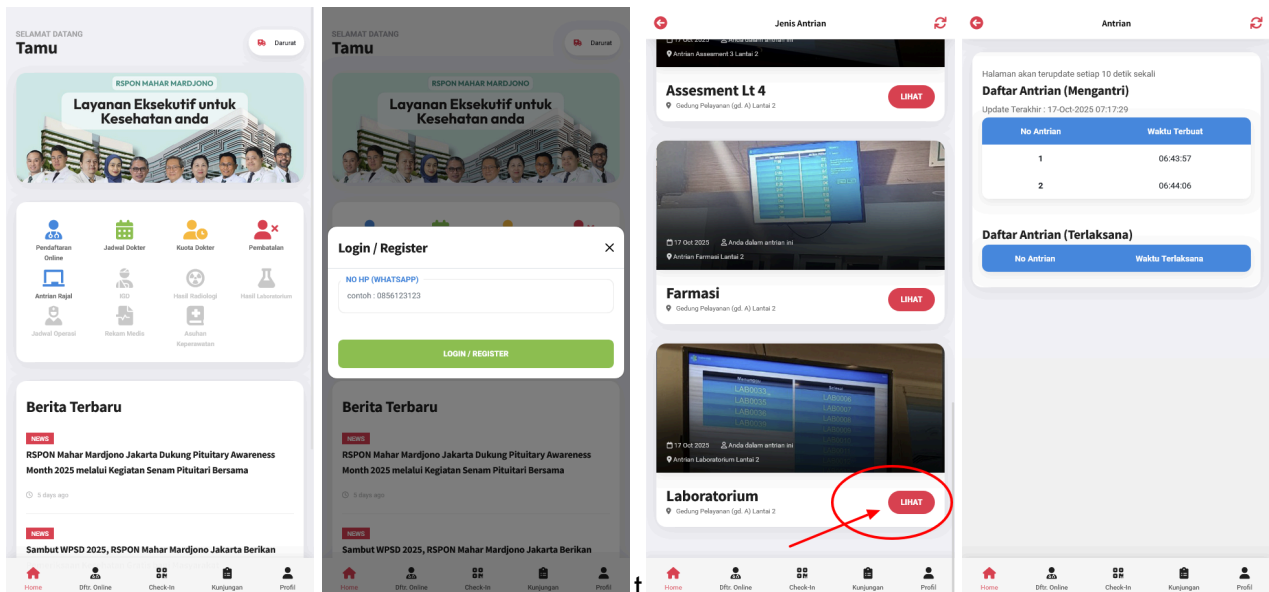 SELAMAT DATANG
Tamu
Darurat
RSPON MAHAR MARDJONO
Layanan Eksekutif untuk
Kesehatan anda
Pendaftaran
Online
Jadwal Dokter
Kuota Dokter
Pembatalan
Antrian Rajal
IGD
Hasil Radiologi
Hasil Laboratorium
Jadwal Operasi
Rekam Medis
Asuhan
Keperawatan
Berita Terbaru
NEWS
RSPON Mahar Mardjono Jakarta Dukung Pituitary Awareness
Month 2025 melalui Kegiatan Senam Pituitari Bersama
5 days ago
NEWS
Sambut WPSD 2025, RSPON Mahar Mardjono Jakarta Berikan
Home
Dftr. Online
Check-In
Kunjungan
Profil
SELAMAT DATANG
Tamu
Darurat
RSPON MAHAR MARDJONO
Layanan Eksekutif untuk
Kesehatan anda
Login / Register
NO HP (WHATSAPP)
contoh : 0856123123
LOGIN / REGISTER
Berita Terbaru
NEWS
RSPON Mahar Mardjono Jakarta Dukung Pituitary Awareness
Month 2025 melalui Kegiatan Senam Pituitari Bersama
5 days ago
NEWS
Sambut WPSD 2025, RSPON Mahar Mardjono Jakarta Berikan
Home
Dftr. Online
Check-In
Kunjungan
Profil
t
Jenis Antrian
17 Oct 2025 Anda dalam antrian ini
Antrian Assesment 3 Lantai 2
Assesment Lt 4
Gedung Pelayanan (gd. A) Lantai 2
LIHAT
17 Oct 2025 Anda dalam antrian ini
Antrian Farmasi Lantai 2
Farmasi
Gedung Pelayanan (gd. A) Lantai 2
LIHAT
LAB0033
LAB0035
LAB0036
LAB0006
LAB0007
17 Oct 2025 Anda dalam antrian ini
Antrian Laboratorium Lantai 2
Laboratorium
Gedung Pelayanan (gd. A) Lantai 2
LIHAT
Home
Dftr. Online
Check-In
Kunjungan
Profil
Antrian
Halaman akan terupdate setiap 10 detik sekali
Daftar Antrian (Mengantri)
Update Terakhir : 17-Oct-2025 07:17:29
No Antrian Waktu Terbuat
1 06:43:57
2 06:44:06
Daftar Antrian (Terlaksana)
No Antrian Waktu Terlaksana
Home
Dftr. Online
Check-In
Kunjungan
Profil